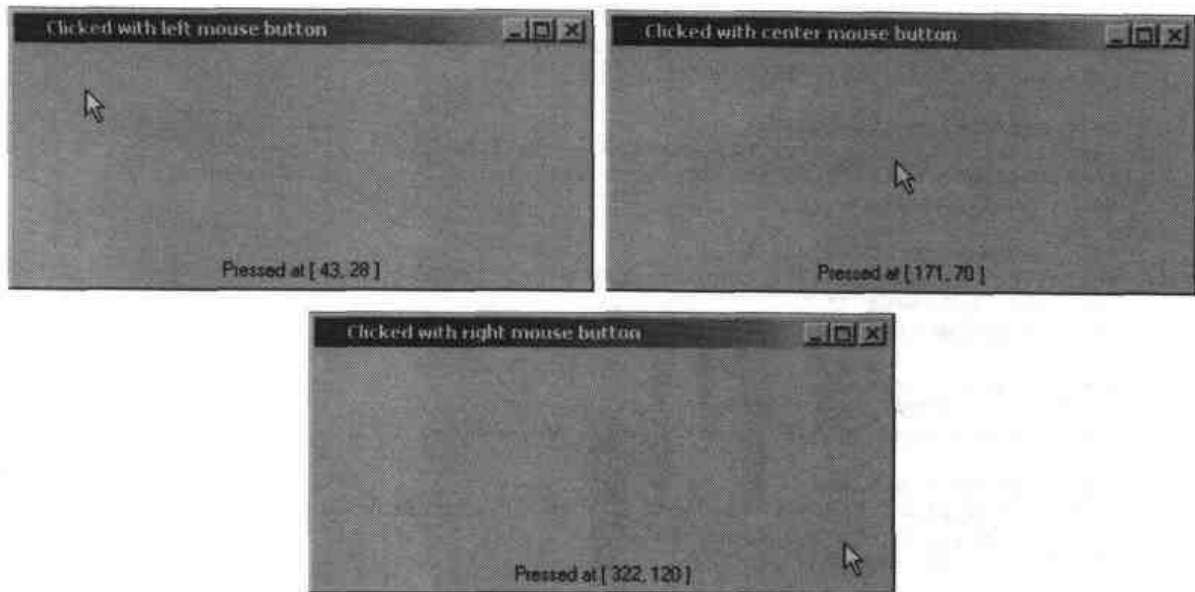 Clicked with left mouse button
Pressed at [ 43, 28 ]
Clicked with center mouse button
Pressed at [ 171, 70 ]
Clicked with right mouse button
Pressed at [ 322, 120 ]